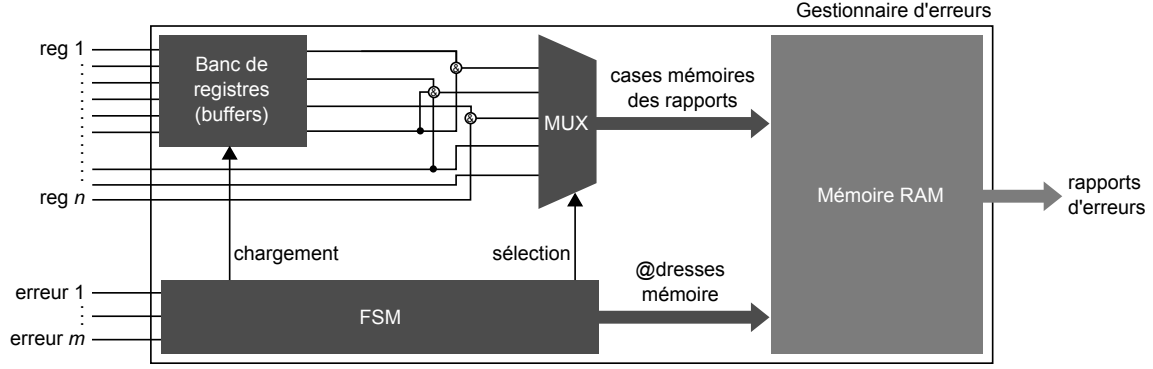 Gestionnaire d'erreurs
reg 1
Banc de
registres
(buffers)
&
&
&
MUX
cases mémoires
des rapports
Mémoire RAM
rapports
d'erreurs
reg n
chargement
sélection
@dresses
mémoire
erreur 1
FSM
erreur m